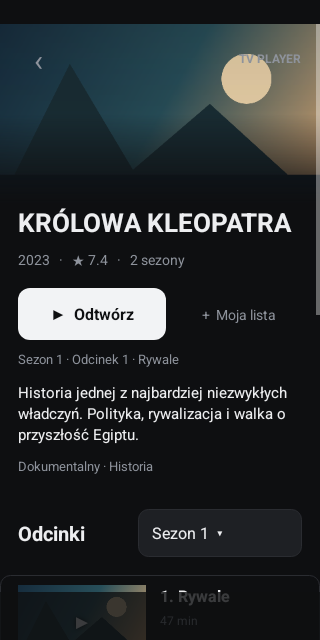 ‹
TV PLAYER
KRÓLOWA KLEOPATRA
2023 · ★ 7.4 · 2 sezony
▶ Odtwórz
+ Moja lista
Sezon 1 · Odcinek 1 · Rywale
Historia jednej z najbardziej niezwykłych
władczyń. Polityka, rywalizacja i walka o
przyszłość Egiptu.
Dokumentalny · Historia
Odcinki
Sezon 1 ▾
1. Rywale
47 min